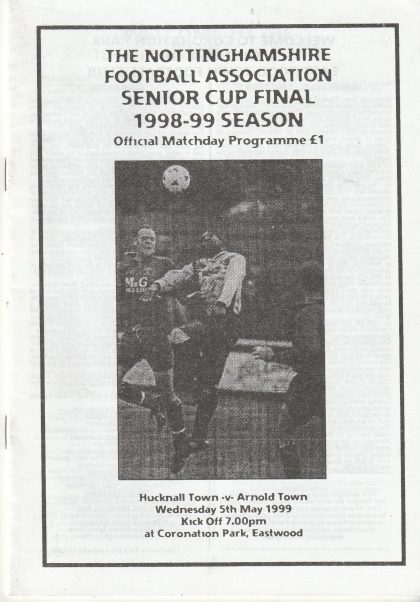 THE NOTTINGHAMSHIRE
FOOTBALL ASSOCIATION
SENIOR CUP FINAL
1998-99 SEASON
Official Matchday Programme £1
M&G
Hucknall Town -v- Arnold Town
Wednesday 5th May 1999
Kick Off 7.00pm
at Coronation Park, Eastwood